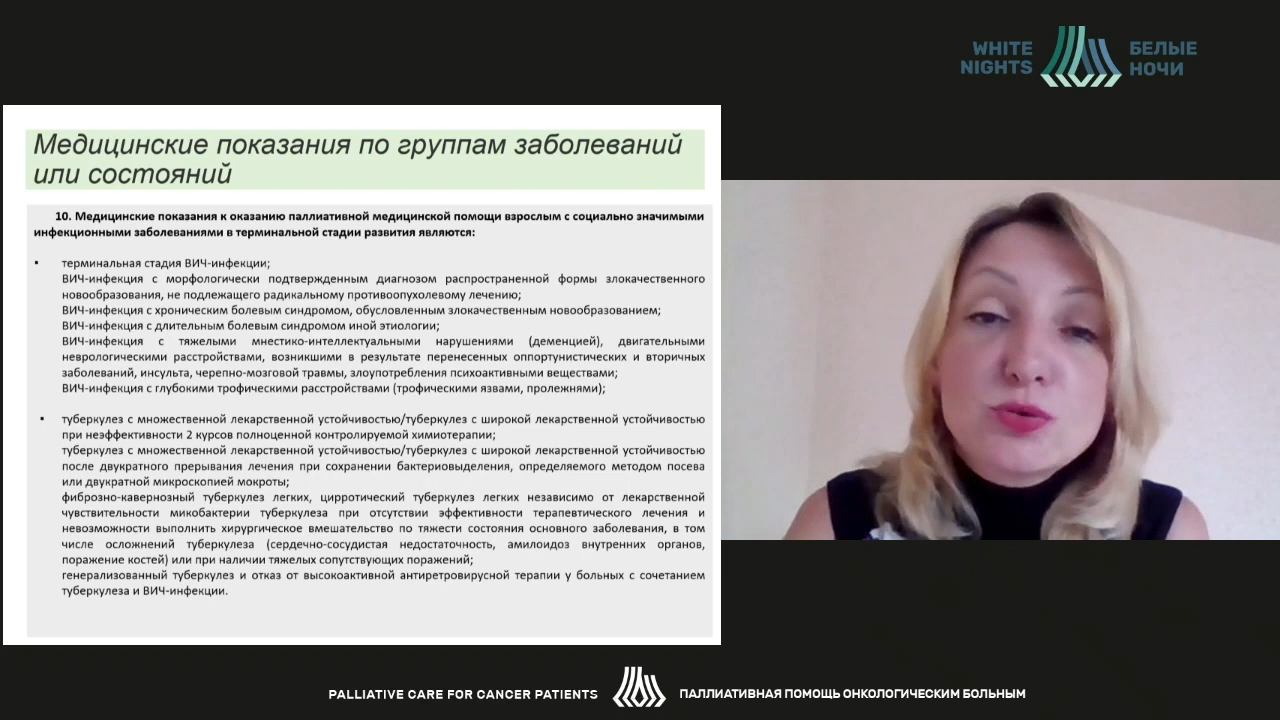 WHITE
NIGHTS
БЕЛЫЕ
НОЧИ
Медицинские показания по группам заболеваний
или состояний
10. Медицинские показания к оказанию паллиативной медицинской помощи взрослым с социально значимыми
инфекционными заболеваниями в терминальной стадии развития являются:
▪ терминальная стадия ВИЧ-инфекции;
ВИЧ-инфекция с морфологически подтвержденным диагнозом распространенной формы злокачественного
новообразования, не подлежащего радикальному противоопухолевому лечению;
ВИЧ-инфекция с хроническим болевым синдромом, обусловленным злокачественным новообразованием;
ВИЧ-инфекция с длительным болевым синдромом иной этиологии;
ВИЧ-инфекция с тяжелыми мнестико-интеллектуальными нарушениями (деменцией), двигательными
неврологическими расстройствами, возникшими в результате перенесенных оппортунистических и вторичных
заболеваний, инсульта, черепно-мозговой травмы, злоупотребления психоактивными веществами;
ВИЧ-инфекция с глубокими трофическими расстройствами (трофическими язвами, пролежнями);
▪ туберкулез с множественной лекарственной устойчивостью/туберкулез с широкой лекарственной устойчивостью
при неэффективности 2 курсов полноценной контролируемой химиотерапии;
туберкулез с множественной лекарственной устойчивостью/туберкулез с широкой лекарственной устойчивостью
после двукратного прерывания лечения при сохранении бактериовыделения, определяемого методом посева
или двукратной микроскопией мокроты;
фиброзно-кавернозный туберкулез легких, цирротический туберкулез легких независимо от лекарственной
чувствительности микобактерии туберкулеза при отсутствии эффективности терапевтического лечения и
невозможности выполнить хирургическое вмешательство по тяжести состояния основного заболевания, в том
числе осложнений туберкулеза (сердечно-сосудистая недостаточность, амилоидоз внутренних органов,
поражение костей) или при наличии тяжелых сопутствующих поражений;
генерализованный туберкулез и отказ от высокоактивной антиретровирусной терапии у больных с сочетанием
туберкулеза и ВИЧ-инфекции.
PALLIATIVE CARE FOR CANCER PATIENTS
ПАЛЛИАТИВНАЯ ПОМОЩЬ ОНКОЛОГИЧЕСКИМ БОЛЬНЫМ